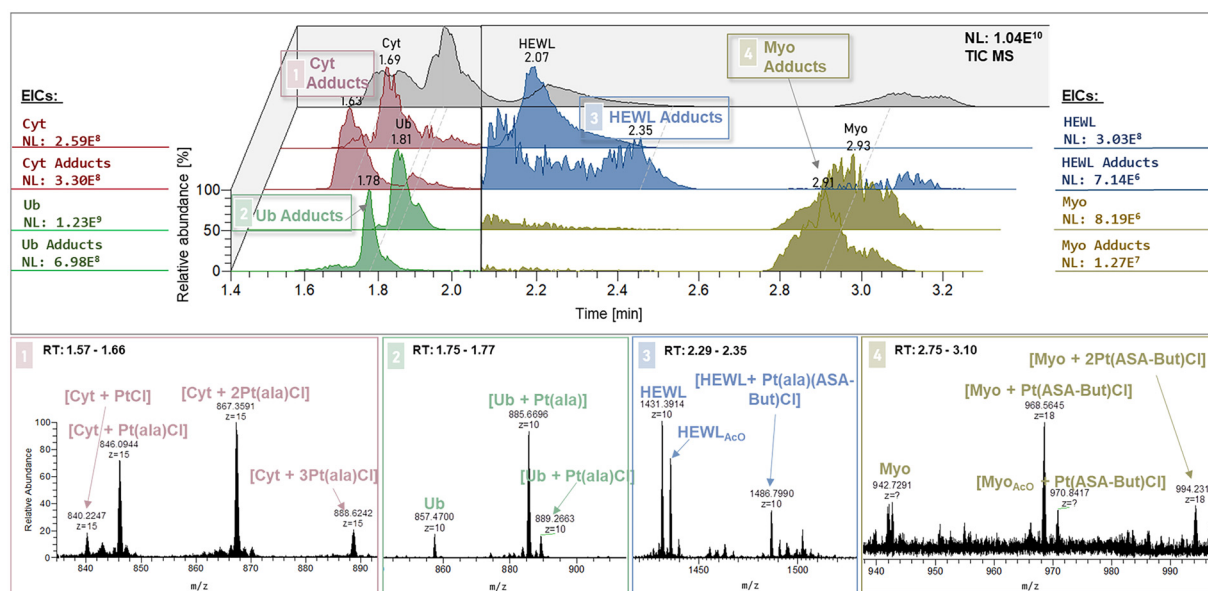 NL: 1.04E10
TIC MS
Cyt
1.69
HEWL
2.07
4 Myo
Adducts
1 Cyt
Adducts
1.63
EICs:
Cyt
NL: 2.59E8
Cyt Adducts
NL: 3.30E8
Ub
NL: 1.23E9
Ub Adducts
NL: 6.98E8
EICs:
HEWL
NL: 3.03E8
HEWL Adducts
NL: 7.14E6
Myo
NL: 8.19E6
Myo Adducts
NL: 1.27E7
3 HEWL Adducts
2.35
Ub
1.81
Myo
2.93
1.78
2.91
2 Ub Adducts
Relative abundance [%]
100
50
0
1.4
1.6
1.8
2.0
2.2
2.4
2.6
2.8
3.0
3.2
Time [min]
1
RT: 1.57 - 1.66
[Cyt + PtCl]
[Cyt + 2Pt(ala)Cl]
867.3591
z=15
[Cyt + Pt(ala)Cl]
846.0944
z=15
[Cyt + 3Pt(ala)Cl]
840.2247
z=15
888.6242
z=15
Relative Abundance
100
80
60
40
20
0
840
850
860
870
880
890
m/z
2
RT: 1.75 - 1.77
[Ub + Pt(ala)]
885.6696
z=10
[Ub + Pt(ala)Cl]
889.2663
z=10
Ub
857.4700
z=10
860
880
900
m/z
3
RT: 2.29 - 2.35
[HEWL+ Pt(ala)(ASA-
But)Cl]
HEWL
1431.3914
z=10
HEWLAcO
1486.7990
z=10
1450
1500
m/z
4
RT: 2.75 - 3.10
[Myo + 2Pt(ASA-But)Cl]
[Myo + Pt(ASA-But)Cl]
968.5645
z=18
Myo
[MyoAcO + Pt(ASA-But)Cl]
942.7291
z=?
970.8417
z=?
994.231
z=18
940
950
960
970
980
990
m/z